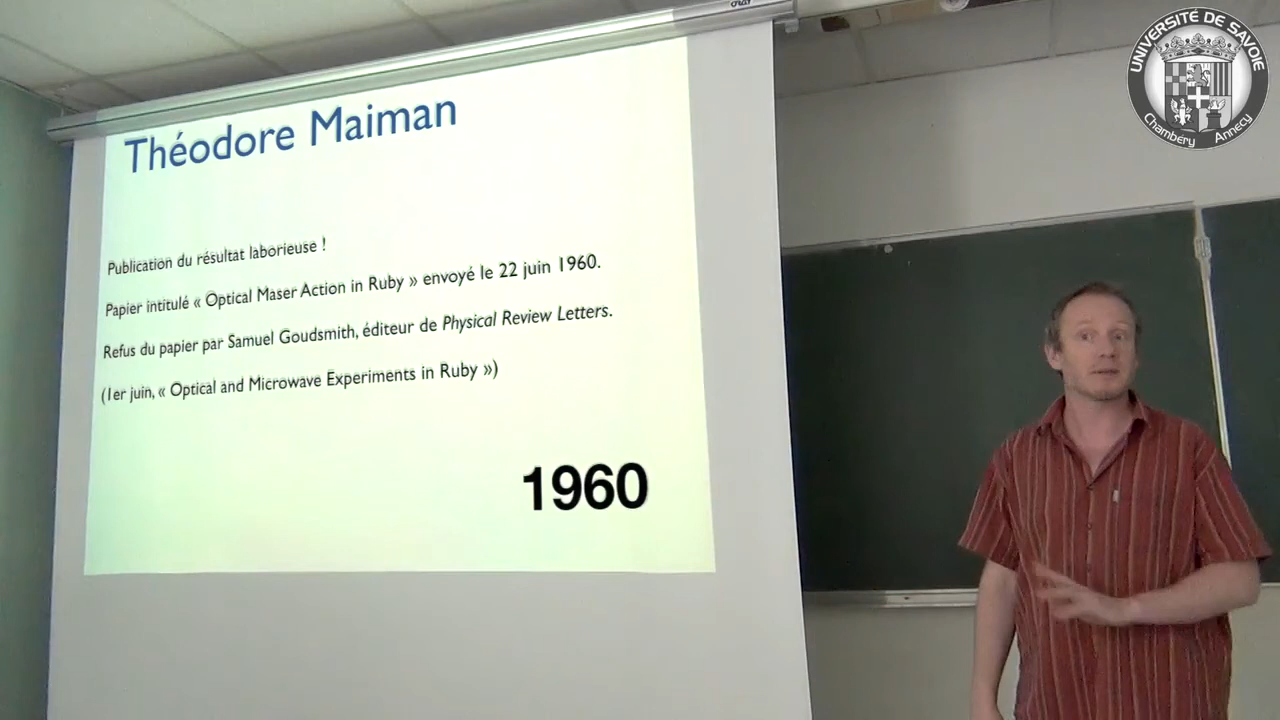 Théodore Maiman
Publication du résultat laborieuse !
Papier intitulé « Optical Maser Action in Ruby » envoyé le 22 juin 1960.
Refus du papier par Samuel Goudsmith, éditeur de Physical Review Letters.
(1er juin, « Optical and Microwave Experiments in Ruby »)
1960
UNIVERSITÉ DE SAVOIE
Chambéry Annecy